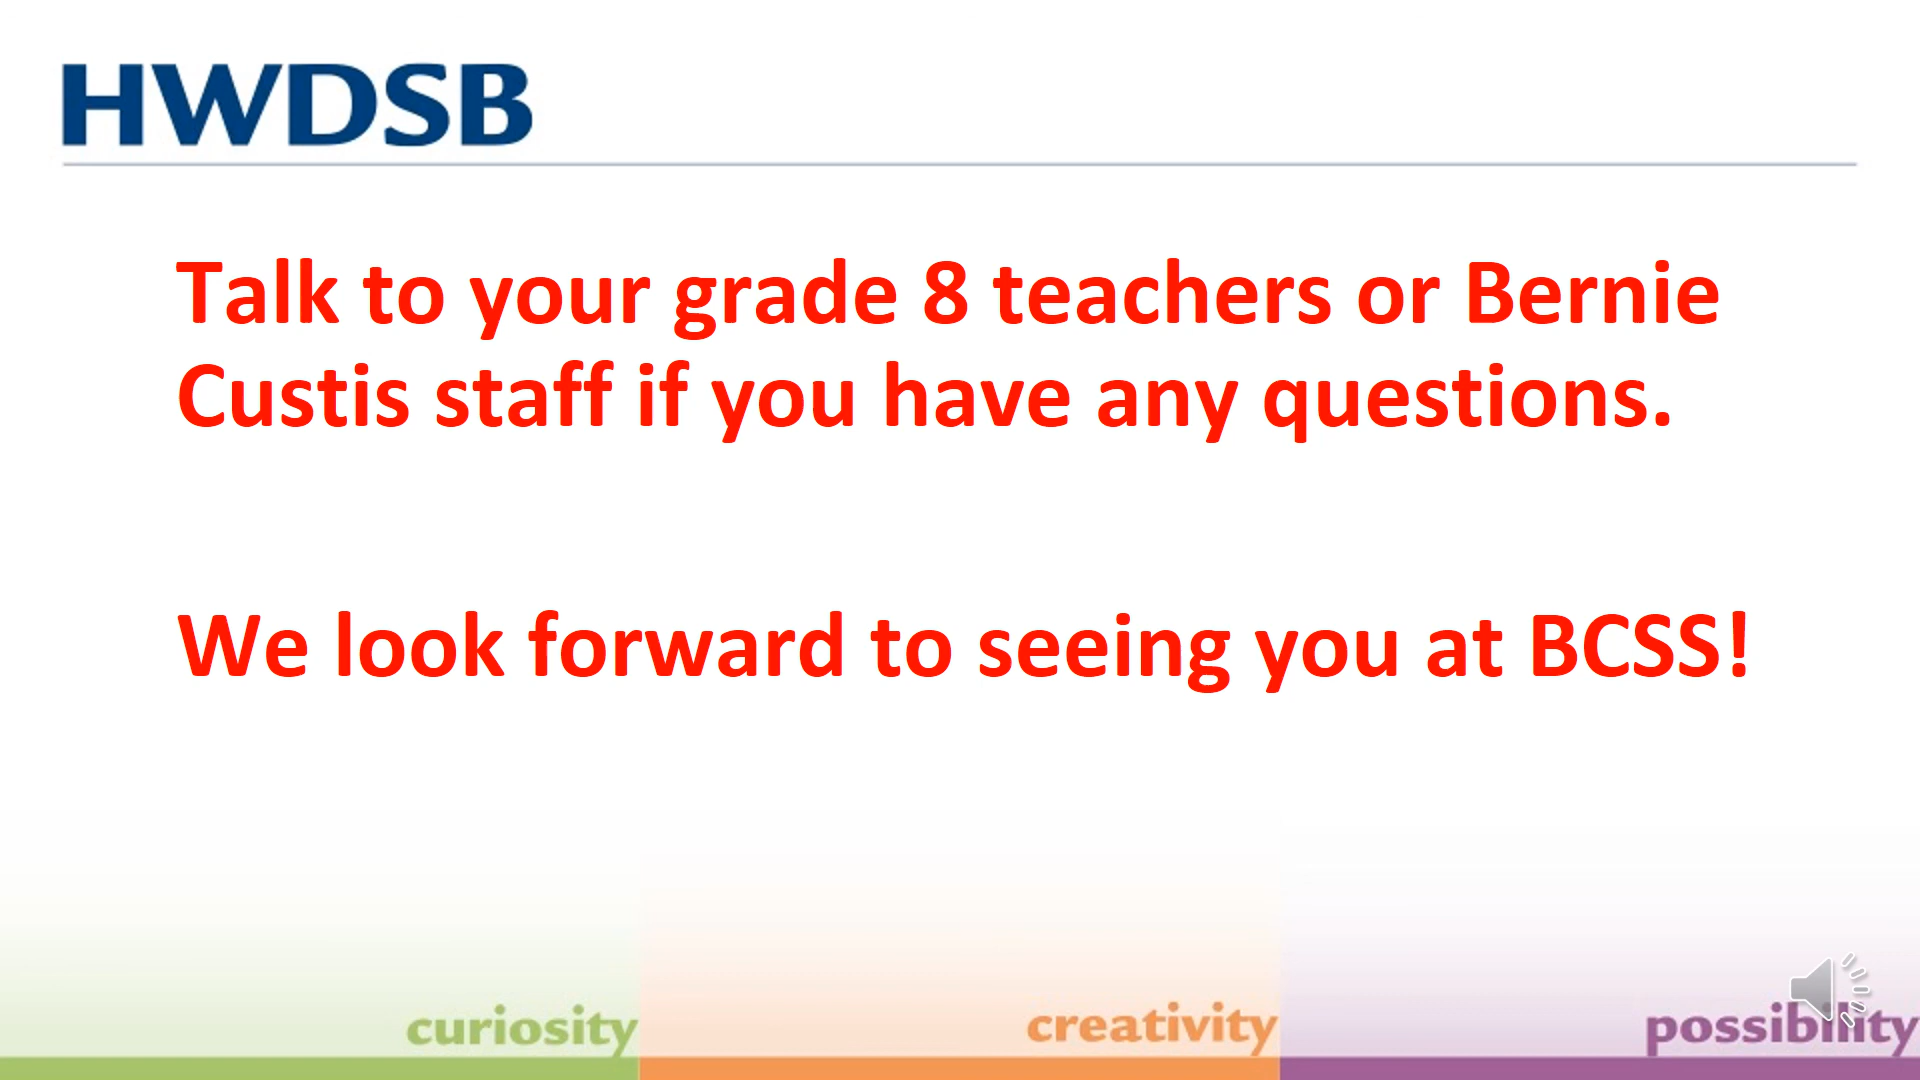 HWDSB
Talk to your grade 8 teachers or Bernie
Custis staff if you have any questions.
We look forward to seeing you at BCSS!
curiosity
creativity
possibility